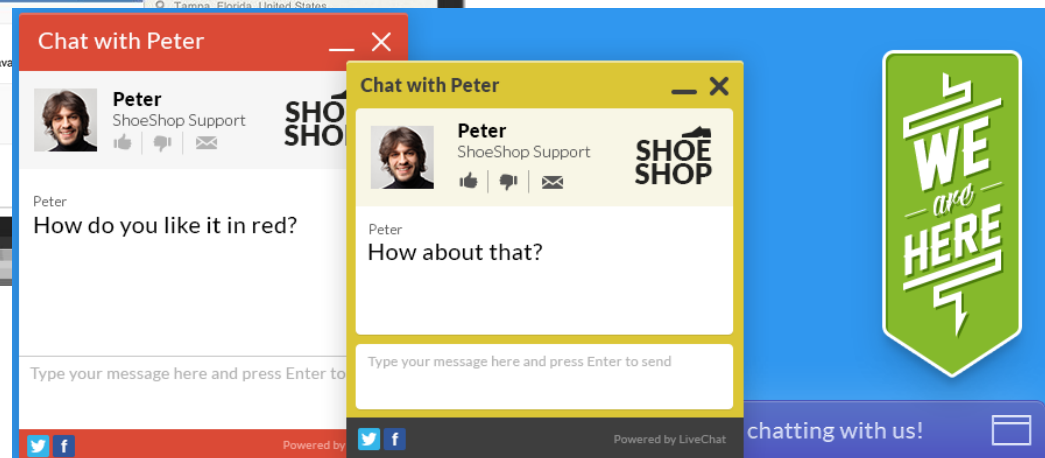 Tampa, Florida, United States
Chat with Peter
Peter
ShoeShop Support
SHO
SHO
Peter
How do you like it in red?
Type your message here and press Enter to
Powered by
Chat with Peter
Peter
ShoeShop Support
SHOE
SHOP
Peter
How about that?
Type your message here and press Enter to send
Powered by LiveChat
WE
are
HERE
chatting with us!